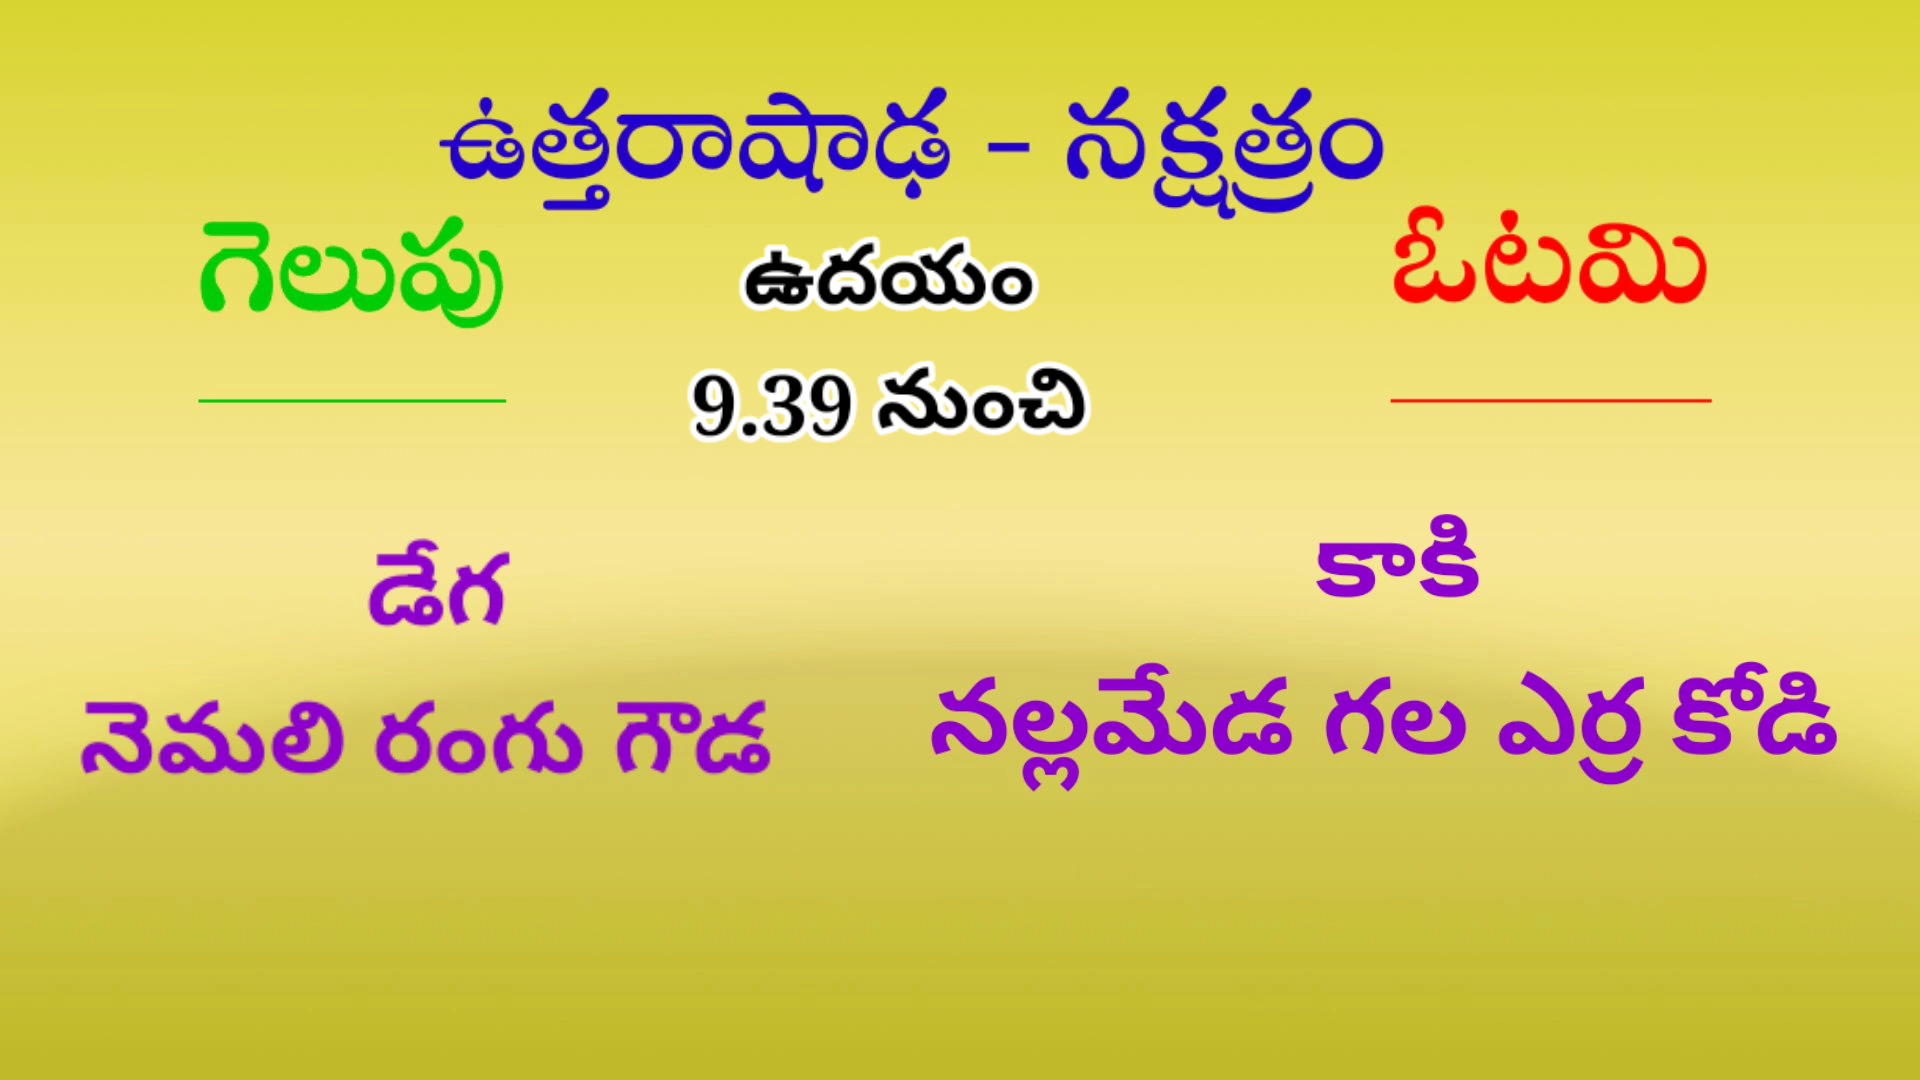 ఉత్తరాషాఢ - నక్షత్రం
గెలుపు
ఉదయం
ఓటమి
9.39 నుంచి
డేగ
కాకి
నెమలి రంగు గౌడ
నల్లమేడ గల ఎర్ర కోడి